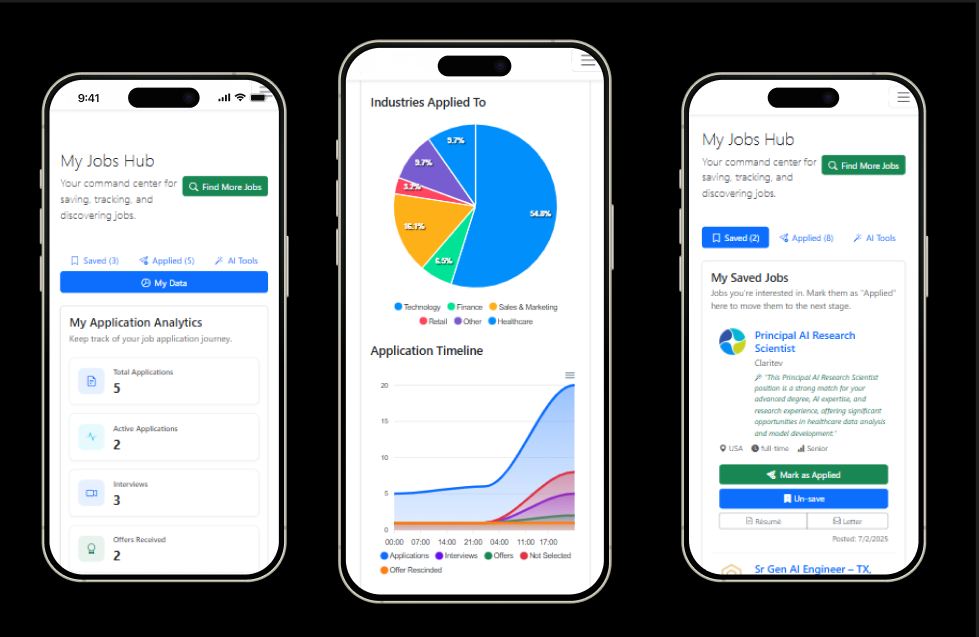 9:41
My Jobs Hub
Your command center for
saving, tracking, and
discovering jobs.
Find More Jobs
Saved (3)
Applied (5)
AI Tools
My Data
My Application Analytics
Keep track of your job application journey.
Total Applications
5
Active Applications
2
Interviews
3
Offers Received
2
Industries Applied To
9.7%
9.7%
3.2%
16.1%
6.5%
54.8%
Technology Finance Sales & Marketing
Retail Other Healthcare
Application Timeline
20
15
10
5
0
00:00 07:00 14:00 21:00 04:00 11:00 17:00
Applications Interviews Offers Not Selected
Offer Rescinded
My Jobs Hub
Your command center for
saving, tracking, and
discovering jobs.
Find More Jobs
Saved (2)
Applied (8)
AI Tools
My Saved Jobs
Jobs you're interested in. Mark them as "Applied"
here to move them to the next stage.
Principal AI Research
Scientist
Claritev
"This Principal AI Research Scientist
position is a strong match for your
advanced degree, AI expertise, and
research experience, offering significant
opportunities in healthcare data analysis
and model development."
USA full-time Senior
Mark as Applied
Un-save
Résumé
Letter
Posted: 7/2/2025
Sr Gen AI Engineer – TX,